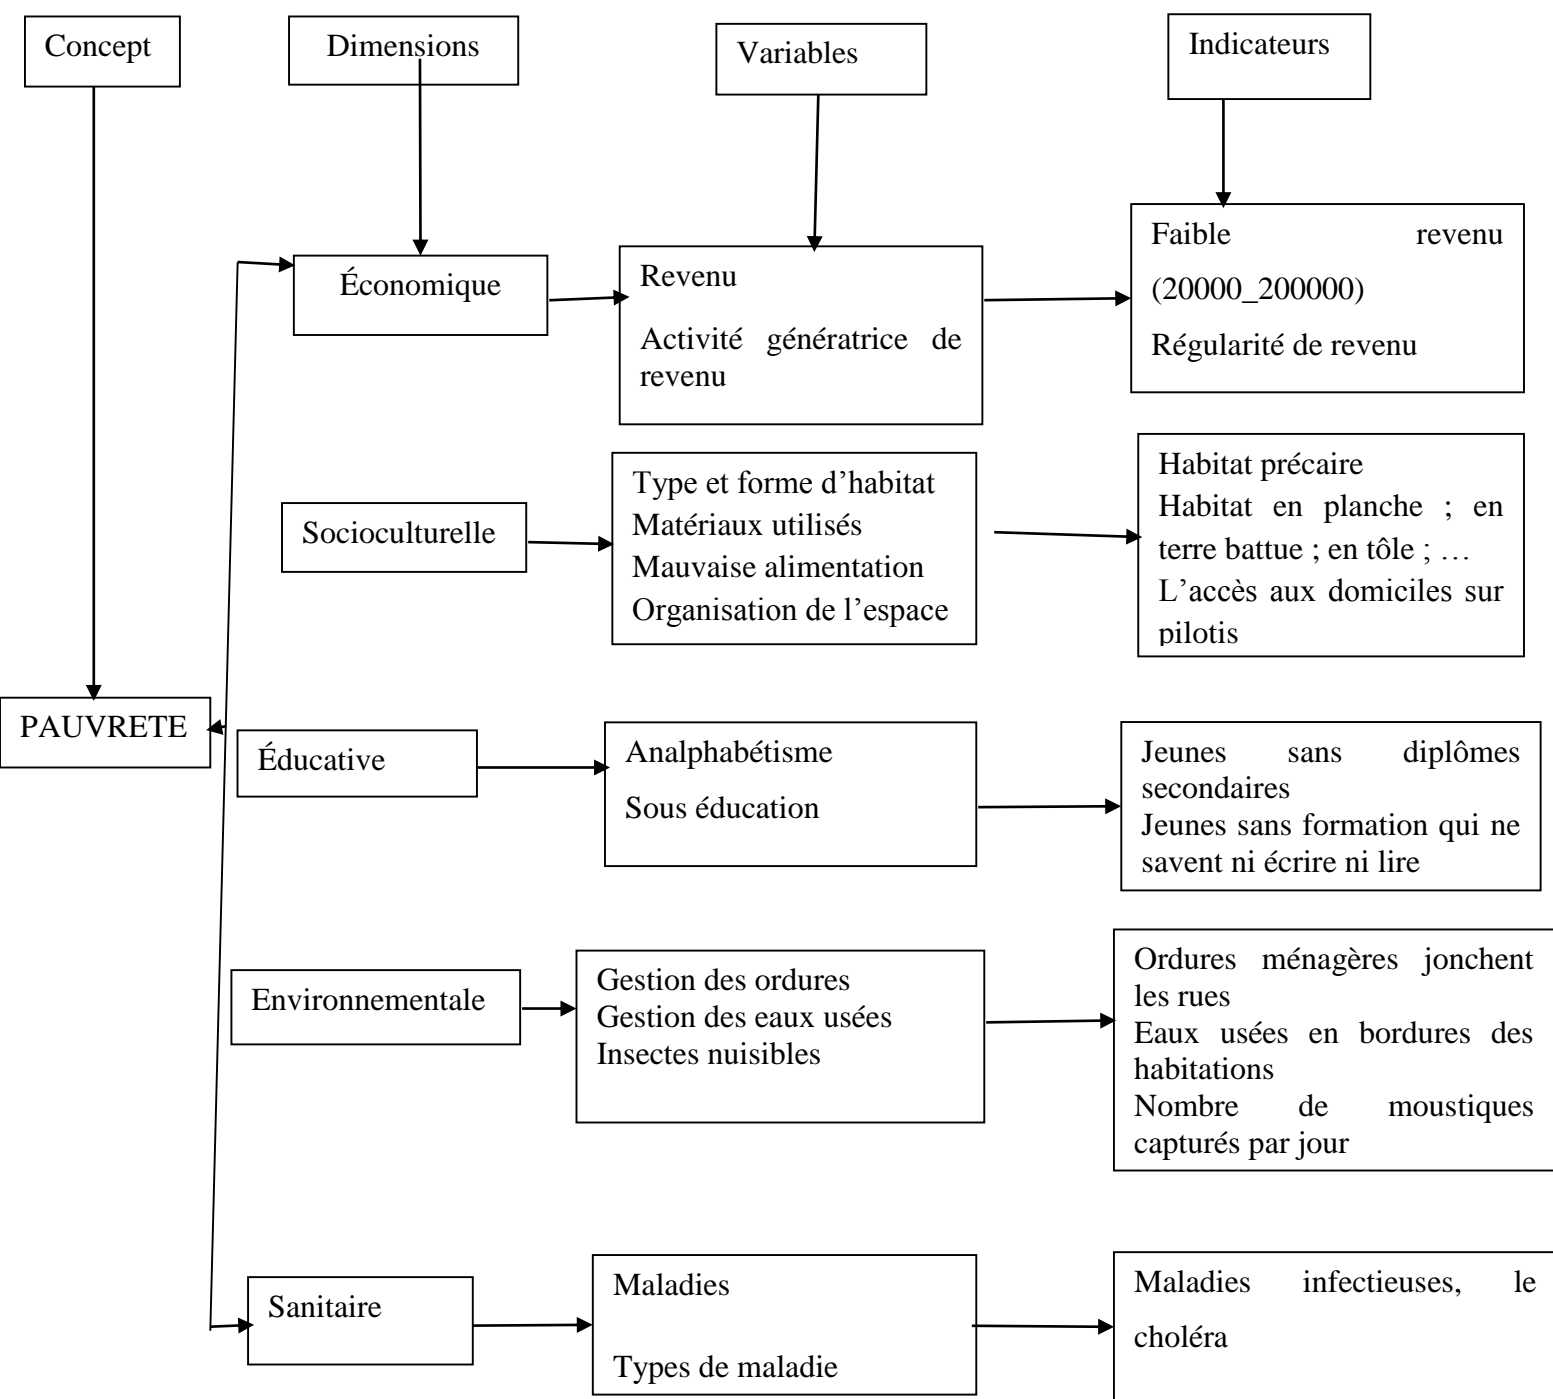 Concept
Dimensions
Variables
Indicateurs
Économique
Revenu
Activité génératrice de
revenu
Faible revenu
(20000_200000)
Régularité de revenu
Socioculturelle
Type et forme d’habitat
Matériaux utilisés
Mauvaise alimentation
Organisation de l’espace
Habitat précaire
Habitat en planche ; en
terre battue ; en tôle ; …
L’accès aux domiciles sur
pilotis
PAUVRETE
Éducative
Analphabétisme
Sous éducation
Jeunes sans diplômes
secondaires
Jeunes sans formation qui ne
savent ni écrire ni lire
Environnementale
Gestion des ordures
Gestion des eaux usées
Insectes nuisibles
Ordures ménagères jonchent
les rues
Eaux usées en bordures des
habitations
Nombre de moustiques
capturés par jour
Sanitaire
Maladies
Types de maladie
Maladies infectieuses, le
choléra